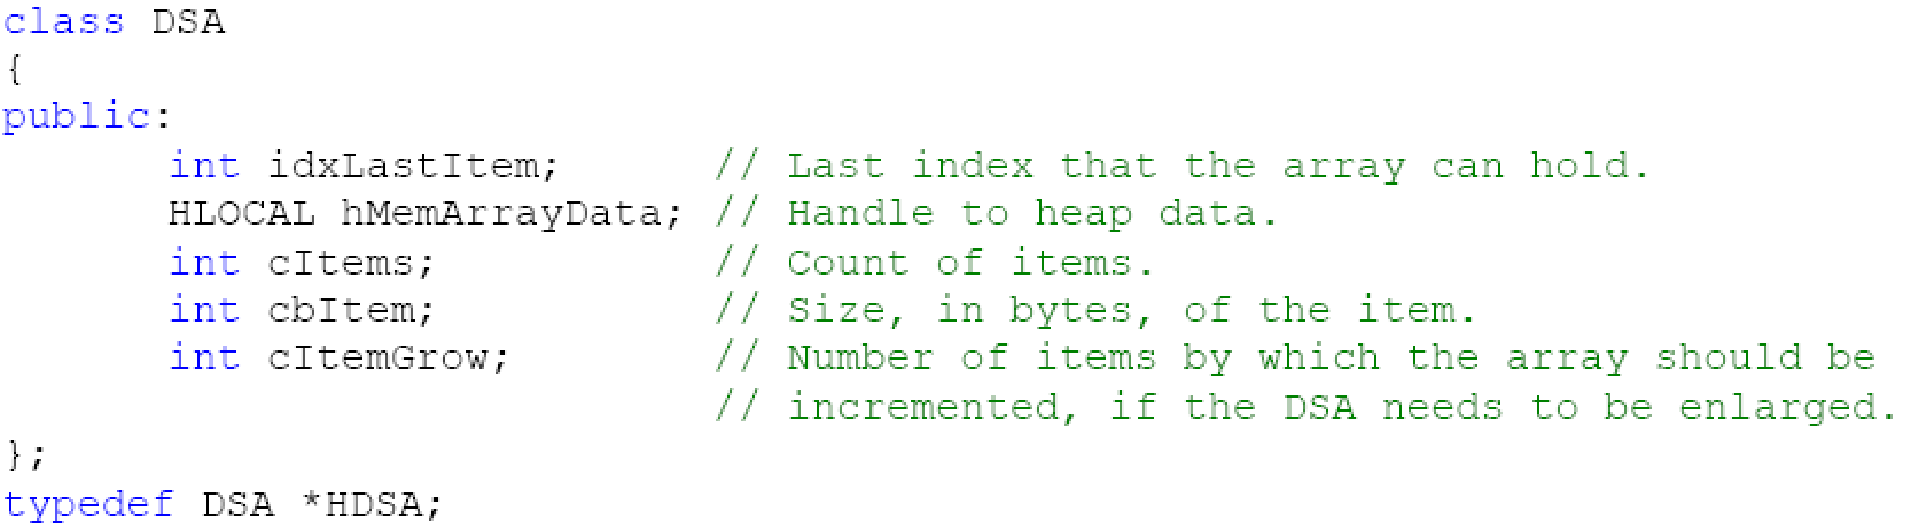 class DSA
{
public:
        int idxLastItem;       // Last index that the array can hold.
        HLOCAL hMemArrayData; // Handle to heap data.
        int cItems;            // Count of items.
        int cbItem;            // Size, in bytes, of the item.
        int cItemGrow;         // Number of items by which the array should be
                               // incremented, if the DSA needs to be enlarged.
};
typedef DSA *HDSA;